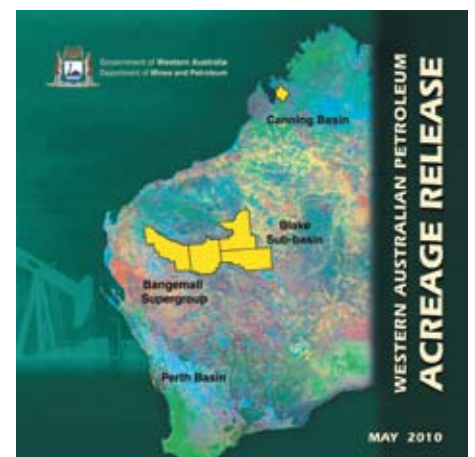 Government of Western Australia
Department of Mines and Petroleum
Canning Basin
Blake
Sub-basin
Bangemall
Supergroup
Perth Basin
WESTERN AUSTRALIAN PETROLEUM
ACREAGE RELEASE
MAY 2010